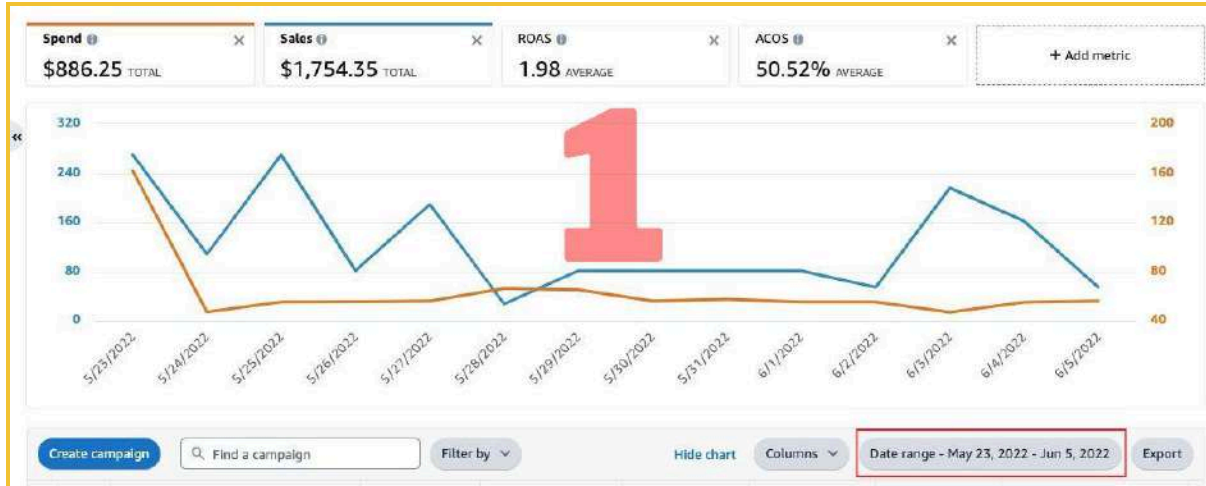 Spend
$886.25 TOTAL
Sales
$1,754.35 TOTAL
ROAS
1.98 AVERAGE
ACOS
50.52% AVERAGE
+ Add metric
320
240
160
80
0
1
200
160
120
80
40
5/23/2022
5/24/2022
5/25/2022
5/26/2022
5/27/2022
5/28/2022
5/29/2022
5/30/2022
5/31/2022
6/1/2022
6/2/2022
6/3/2022
6/4/2022
6/5/2022
Create campaign
Find a campaign
Filter by
Hide chart
Columns
Date range - May 23, 2022 - Jun 5, 2022
Export